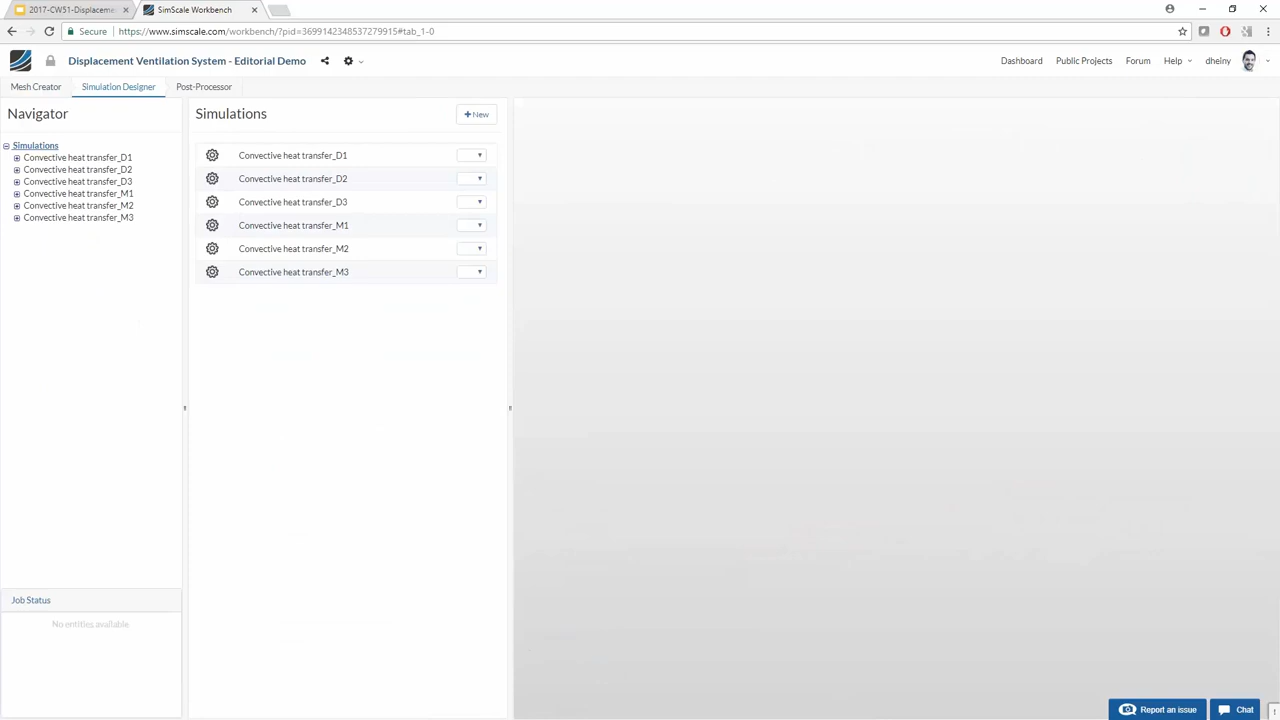 2017-CW51-Displaceme
SimScale Workbench
Secure
https://www.simscale.com/workbench/?pid=3699142348537279915#tab_1-0
Displacement Ventilation System - Editorial Demo
Dashboard
Public Projects
Forum
Help
dheiny
Mesh Creator
Simulation Designer
Post-Processor
Navigator
Simulations
Convective heat transfer_D1
Convective heat transfer_D2
Convective heat transfer_D3
Convective heat transfer_M1
Convective heat transfer_M2
Convective heat transfer_M3
Simulations
+ New
Convective heat transfer_D1
Convective heat transfer_D2
Convective heat transfer_D3
Convective heat transfer_M1
Convective heat transfer_M2
Convective heat transfer_M3
Job Status
No entities available
Report an issue
Chat